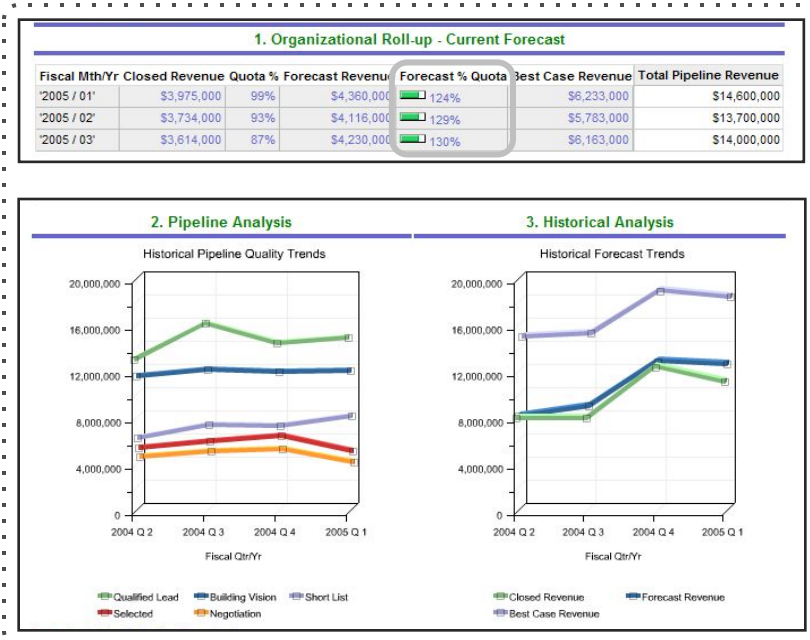 1. Organizational Roll-up - Current Forecast
Fiscal Mth/Yr Closed Revenue Quota % Forecast Revenue Forecast % Quota Best Case Revenue Total Pipeline Revenue
'2005 / 01' $3,975,000 99% $4,360,000 124% $6,233,000 $14,600,000
'2005 / 02' $3,734,000 93% $4,116,000 129% $5,783,000 $13,700,000
'2005 / 03' $3,614,000 87% $4,230,000 130% $6,163,000 $14,000,000
2. Pipeline Analysis
Historical Pipeline Quality Trends
20,000,000
16,000,000
12,000,000
8,000,000
4,000,000
0
2004 Q 2 2004 Q 3 2004 Q 4 2005 Q 1
Fiscal Qtr/Yr
Qualified Lead Building Vision Short List
Selected Negotiation
3. Historical Analysis
Historical Forecast Trends
20,000,000
16,000,000
12,000,000
8,000,000
4,000,000
0
2004 Q 2 2004 Q 3 2004 Q 4 2005 Q 1
Fiscal Qtr/Yr
Closed Revenue Forecast Revenue
Best Case Revenue